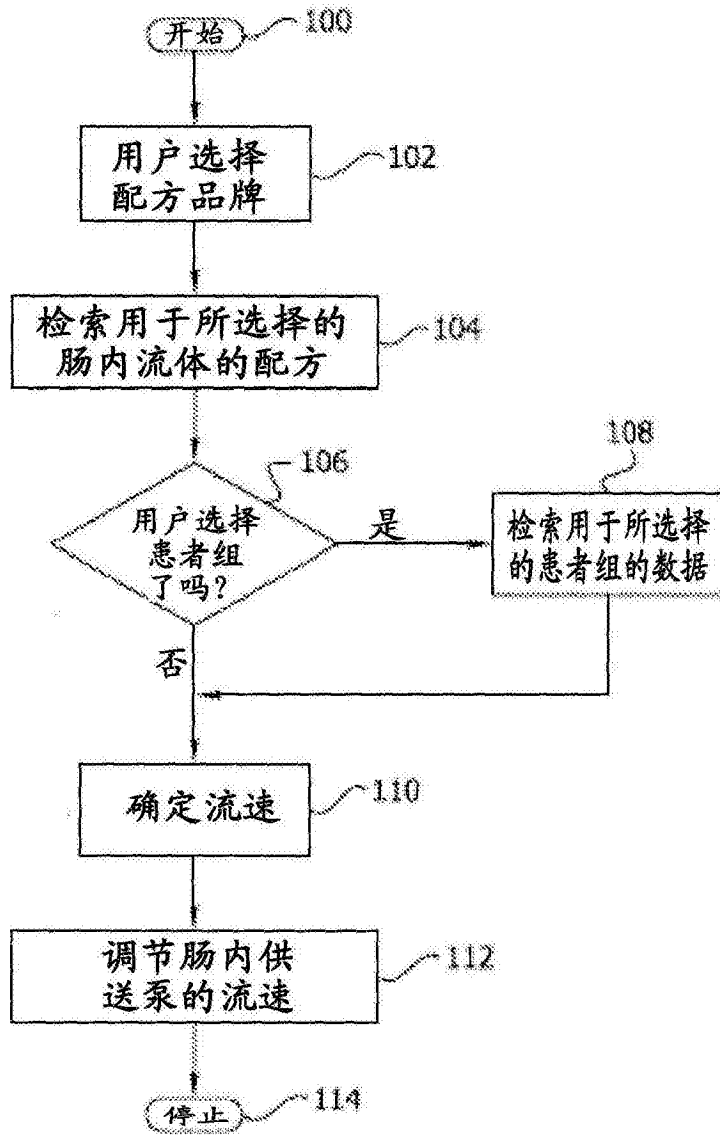 开始
100
用户选择
配方品牌
102
检索用于所选择的
肠内流体的配方
104
106
用户选择
患者组
了吗?
是
108
检索用于所选择
的患者组的数据
否
确定流速
110
调节肠内供
送泵的流速
112
停止
114